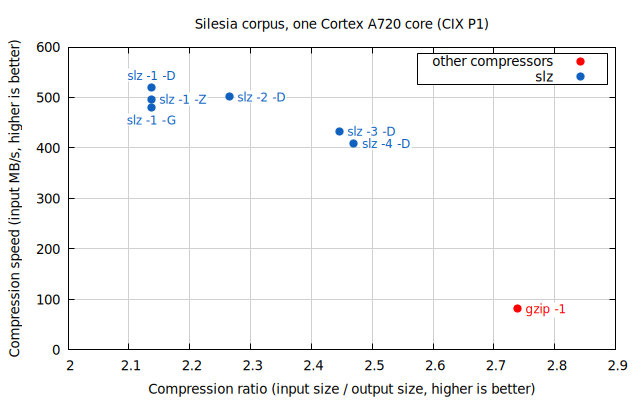 Silesia corpus, one Cortex A720 core (CIX P1)
Compression speed (input MB/s, higher is better)
600
500
400
300
200
100
0
other compressors
slz
slz -1 -D
slz -1 -Z
slz -1 -G
slz -2 -D
slz -3 -D
slz -4 -D
gzip -1
2 2.1 2.2 2.3 2.4 2.5 2.6 2.7 2.8 2.9
Compression ratio (input size / output size, higher is better)